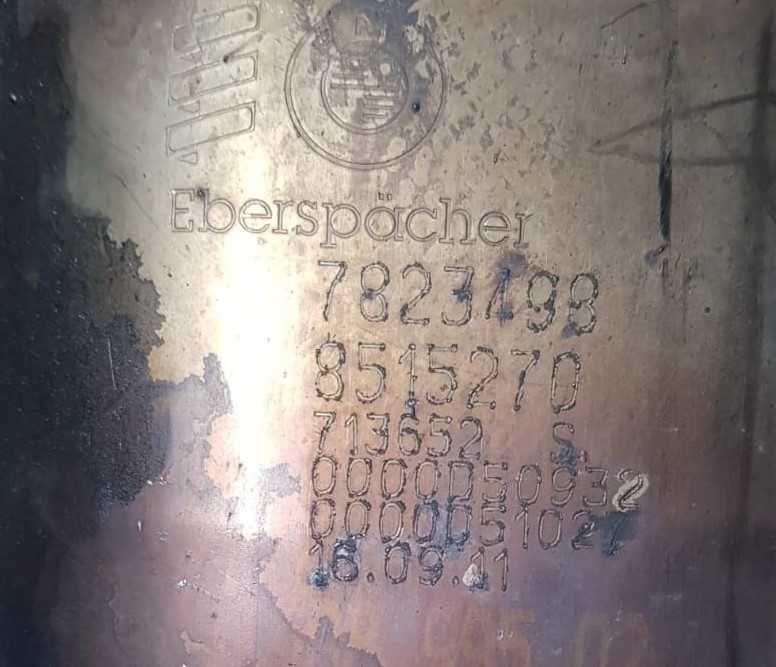 Eberspächer
7823498
8515270
713652 S
0000D50932
0000D51027
16.09.11